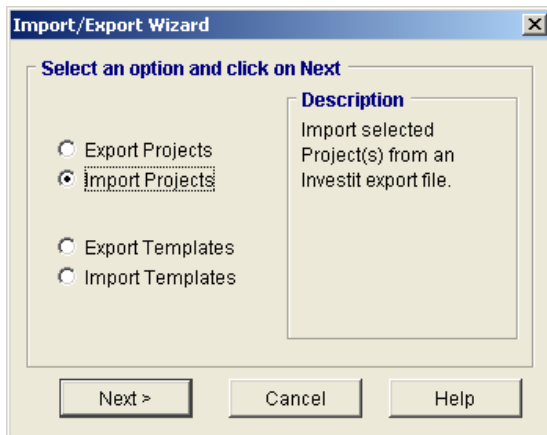 Import/Export Wizard
Select an option and click on Next
Description
Import selected
Project(s) from an
Investit export file.
Export Projects
Import Projects
Export Templates
Import Templates
Next >
Cancel
Help